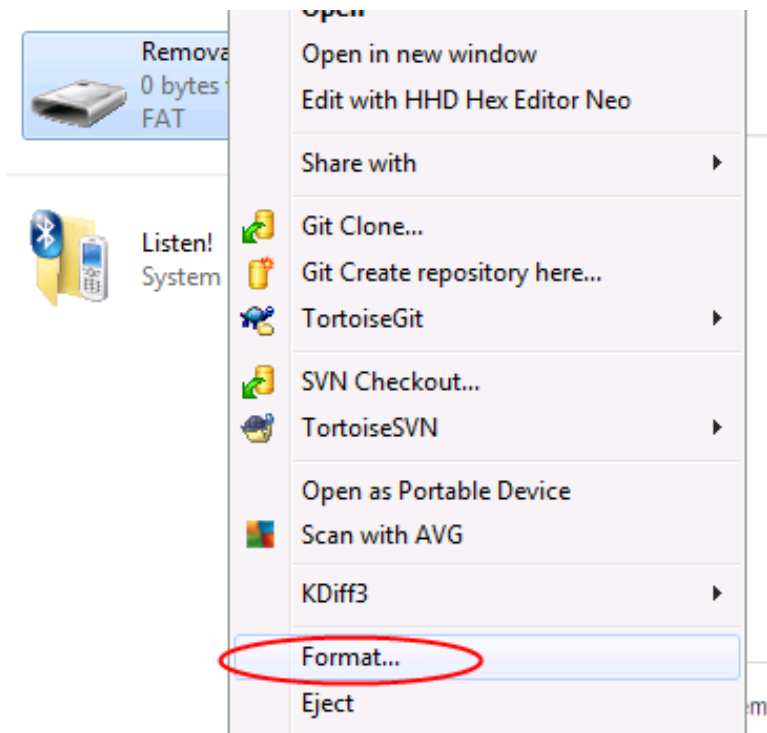 Open
Remova
0 bytes
FAT
Open in new window
Edit with HHD Hex Editor Neo
Share with
Listen!
System
Git Clone...
Git Create repository here...
TortoiseGit
SVN Checkout...
TortoiseSVN
Open as Portable Device
Scan with AVG
KDiff3
Format...
Eject
em